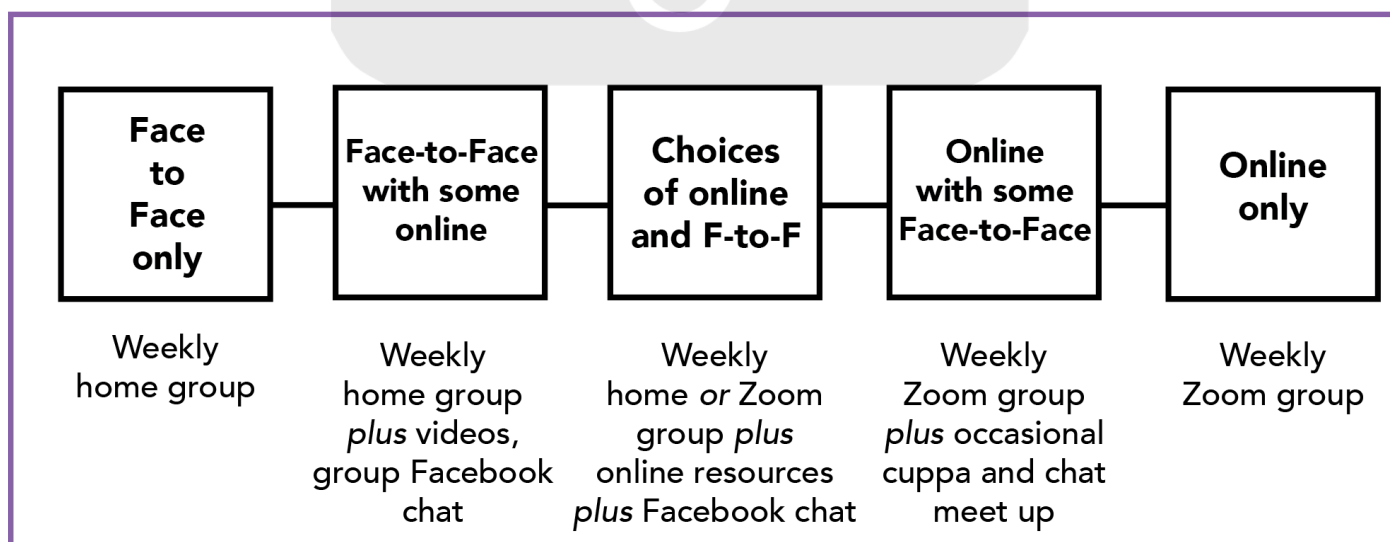 Face
to
Face
only
Face-to-Face
with some
online
Choices
of online
and F-to-F
Online
with some
Face-to-Face
Online
only
Weekly
home group
Weekly
home group
plus videos,
group Facebook
chat
Weekly
home or Zoom
group plus
online resources
plus Facebook chat
Weekly
Zoom group
plus occasional
cuppa and chat
meet up
Weekly
Zoom group